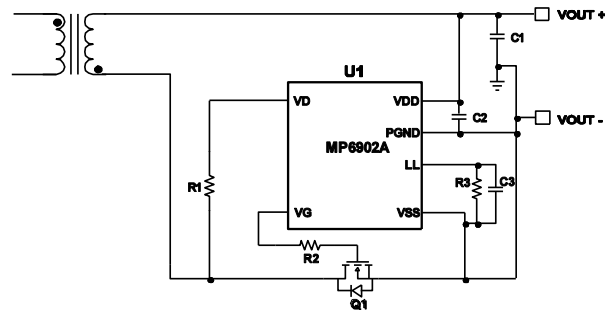 VOUT +
C1
U1
VD
VDD
C2
VOUT -
PGND
MP6902A
LL
R1
R3
C3
VG
VSS
R2
Q1